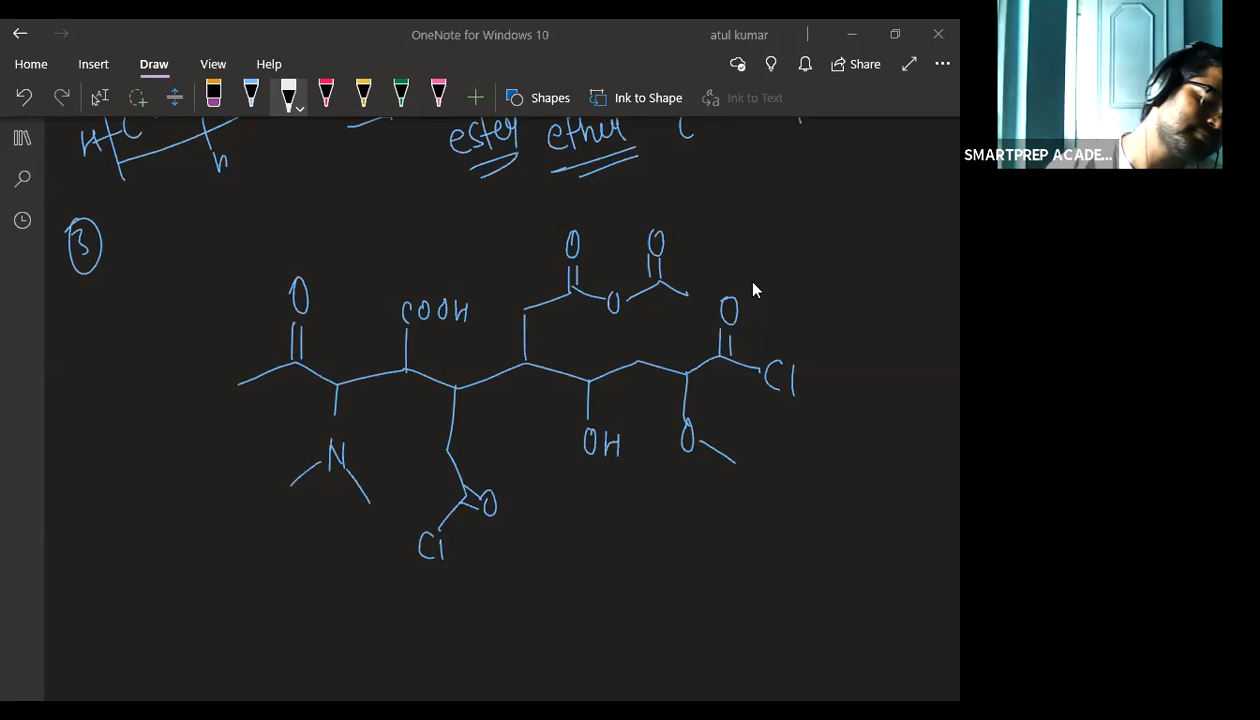 OneNote for Windows 10
atul kumar
Home Insert Draw View Help
Share
Shapes Ink to Shape Ink to Text
SMARTPREP ACADE...
ester ether
3
O O
O
COOH
O
O
Cl
N
OH
O
O
Cl